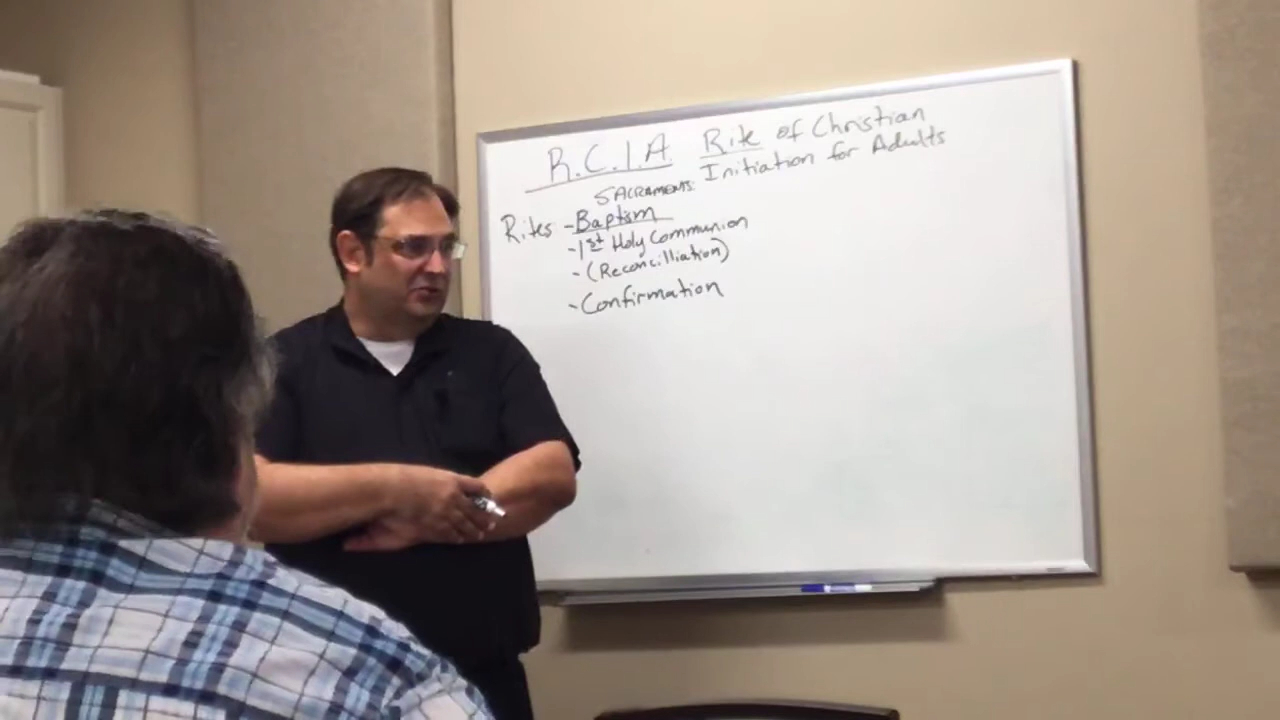 R.C.I.A. Rite of Christian
Initiation for Adults
SACRAMENTS:
Rites - Baptism
- 1st Holy Communion
- (Reconcilliation)
- Confirmation